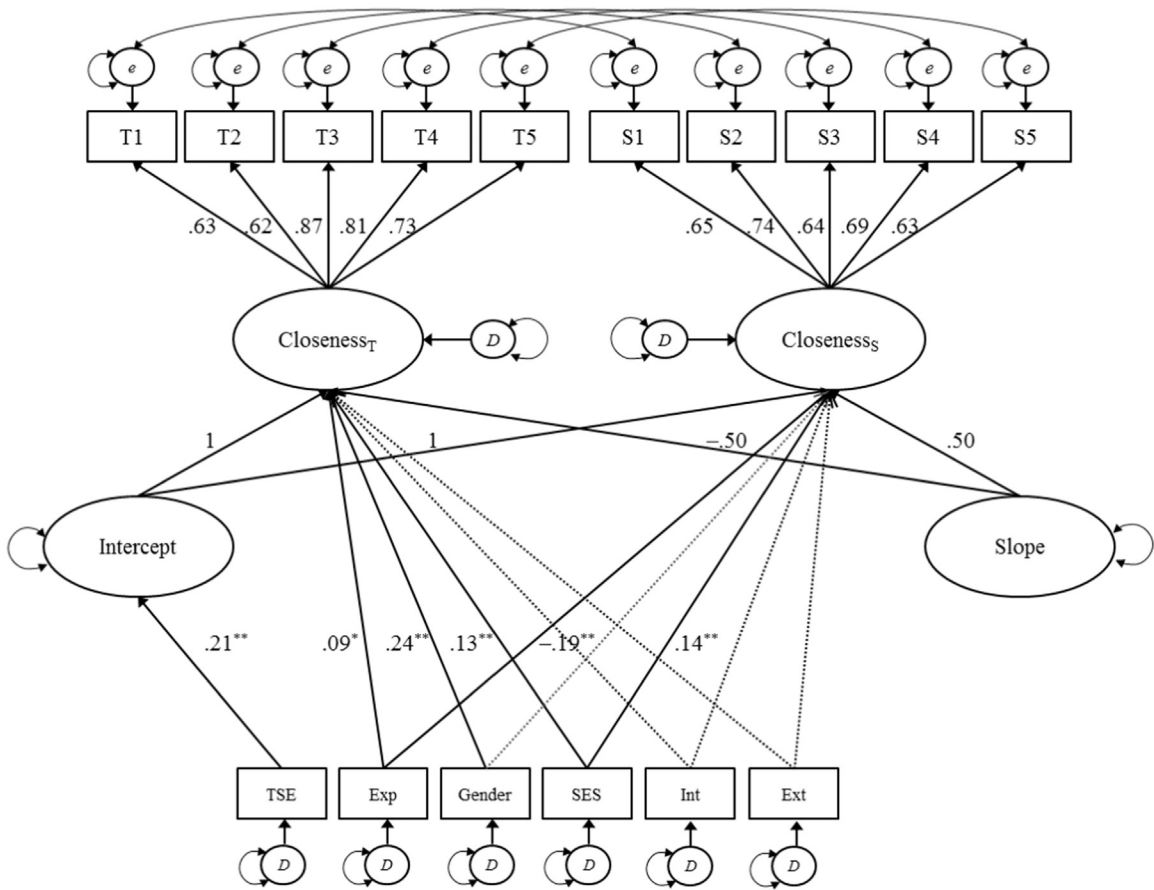 e e e e e e e e e e
T1 T2 T3 T4 T5 S1 S2 S3 S4 S5
.63 .62 .87 .81 .73 .65 .74 .64 .69 .63
Closeness_T D D Closeness_S
1 1 −.50 .50
Intercept Slope
.21** .09* .24** .13** −.19** .14**
TSE Exp Gender SES Int Ext
D D D D D D